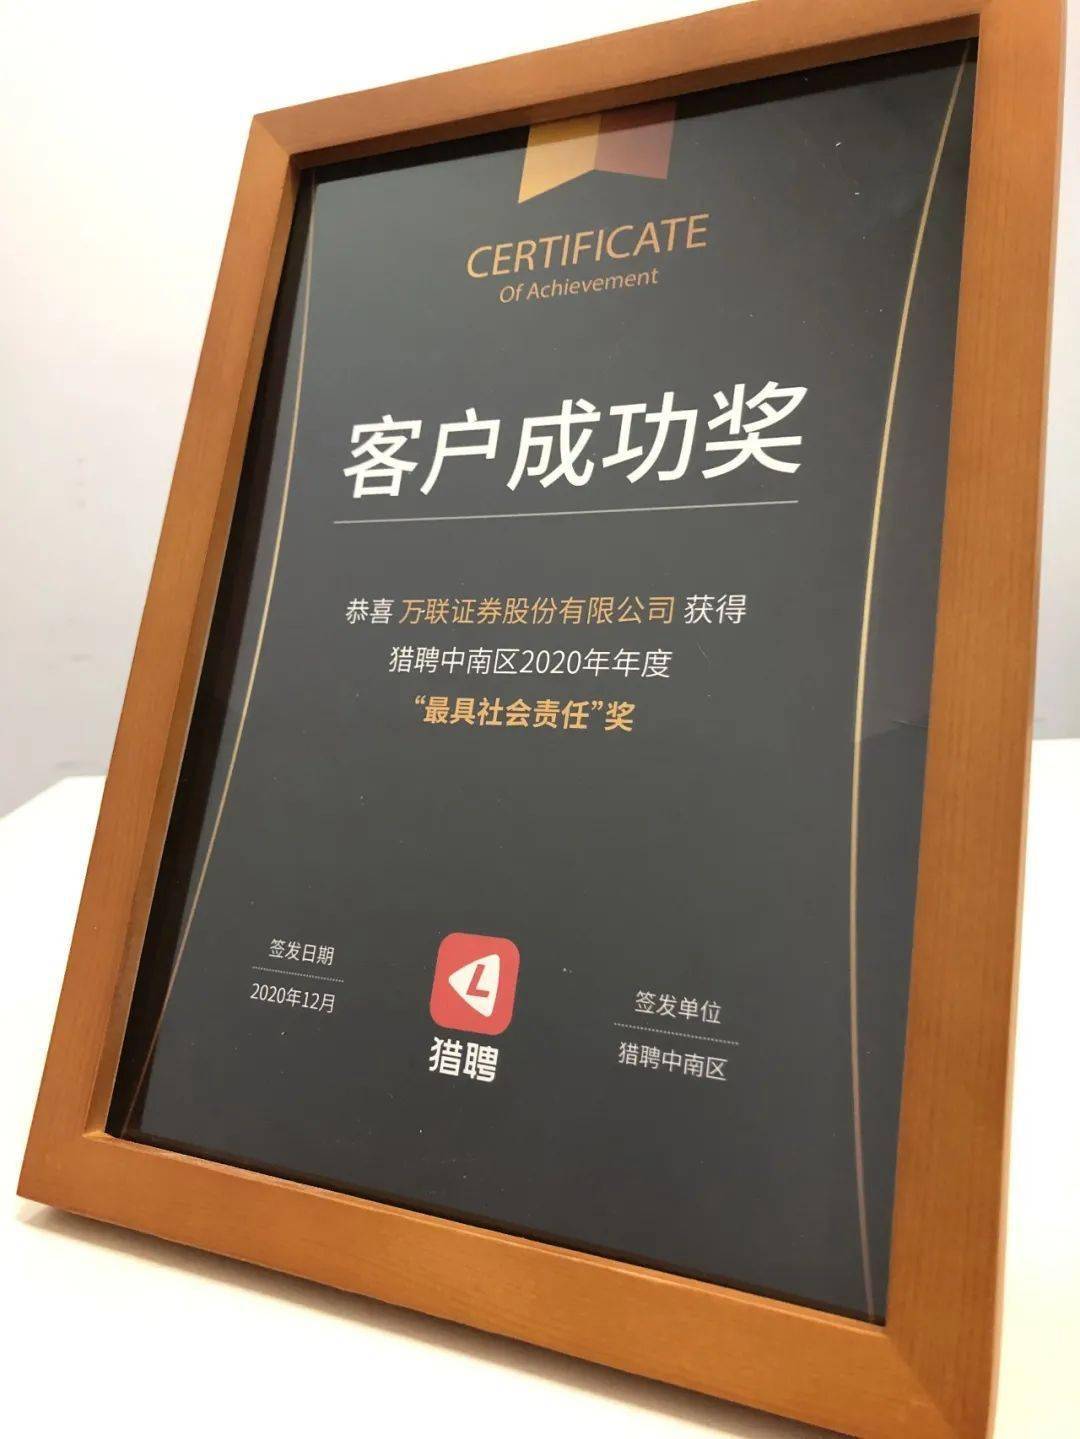 CERTIFICATE
Of Achievement
客户成功奖
恭喜 万联证券股份有限公司 获得
猎聘中南区2020年年度
“最具社会责任”奖
签发日期
2020年12月
L
猎聘
签发单位
猎聘中南区